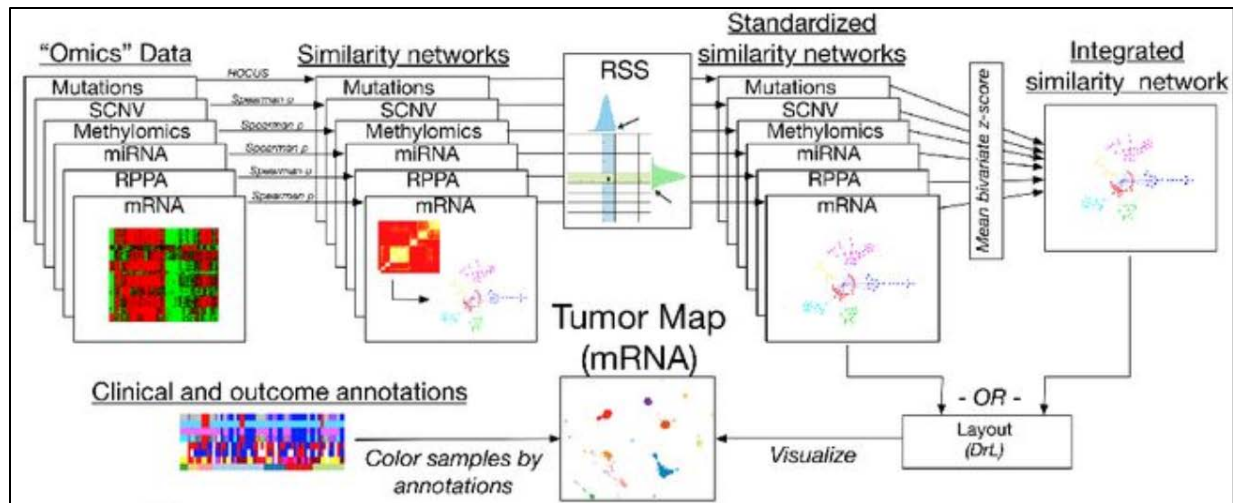 "Omics" Data
Mutations
SCNV
Methylomics
miRNA
RPPA
mRNA
HOCUS
Spearman ρ
Spearman ρ
Spearman ρ
Spearman ρ
Spearman ρ
Similarity networks
Mutations
SCNV
Methylomics
miRNA
RPPA
mRNA
RSS
Standardized
similarity networks
Mutations
SCNV
Methylomics
miRNA
RPPA
mRNA
Mean bivariate z-score
Integrated
similarity network
Tumor Map
(mRNA)
Clinical and outcome annotations
Color samples by
annotations
Visualize
- OR -
Layout
(DrL)